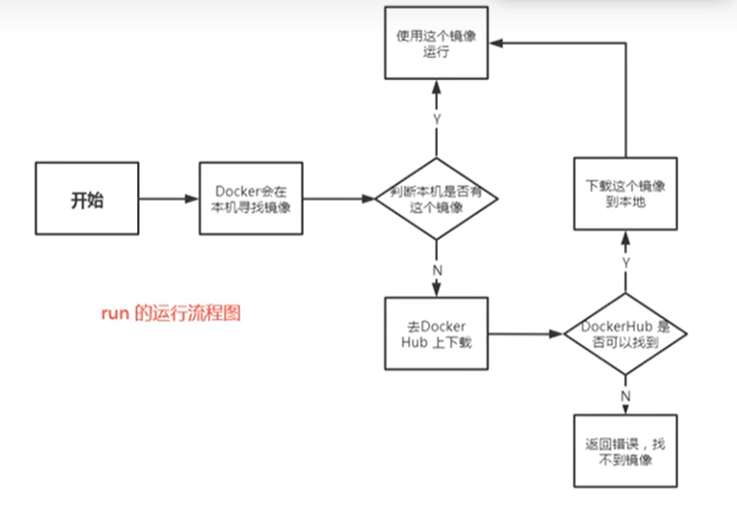 使用这个镜像
运行
Y
开始
Docker会在
本机寻找镜像
判断本机是否有
这个镜像
下载这个镜像
到本地
N
Y
run 的运行流程图
去Docker
Hub 上下载
DockerHub 是
否可以找到
N
返回错误，找
不到镜像